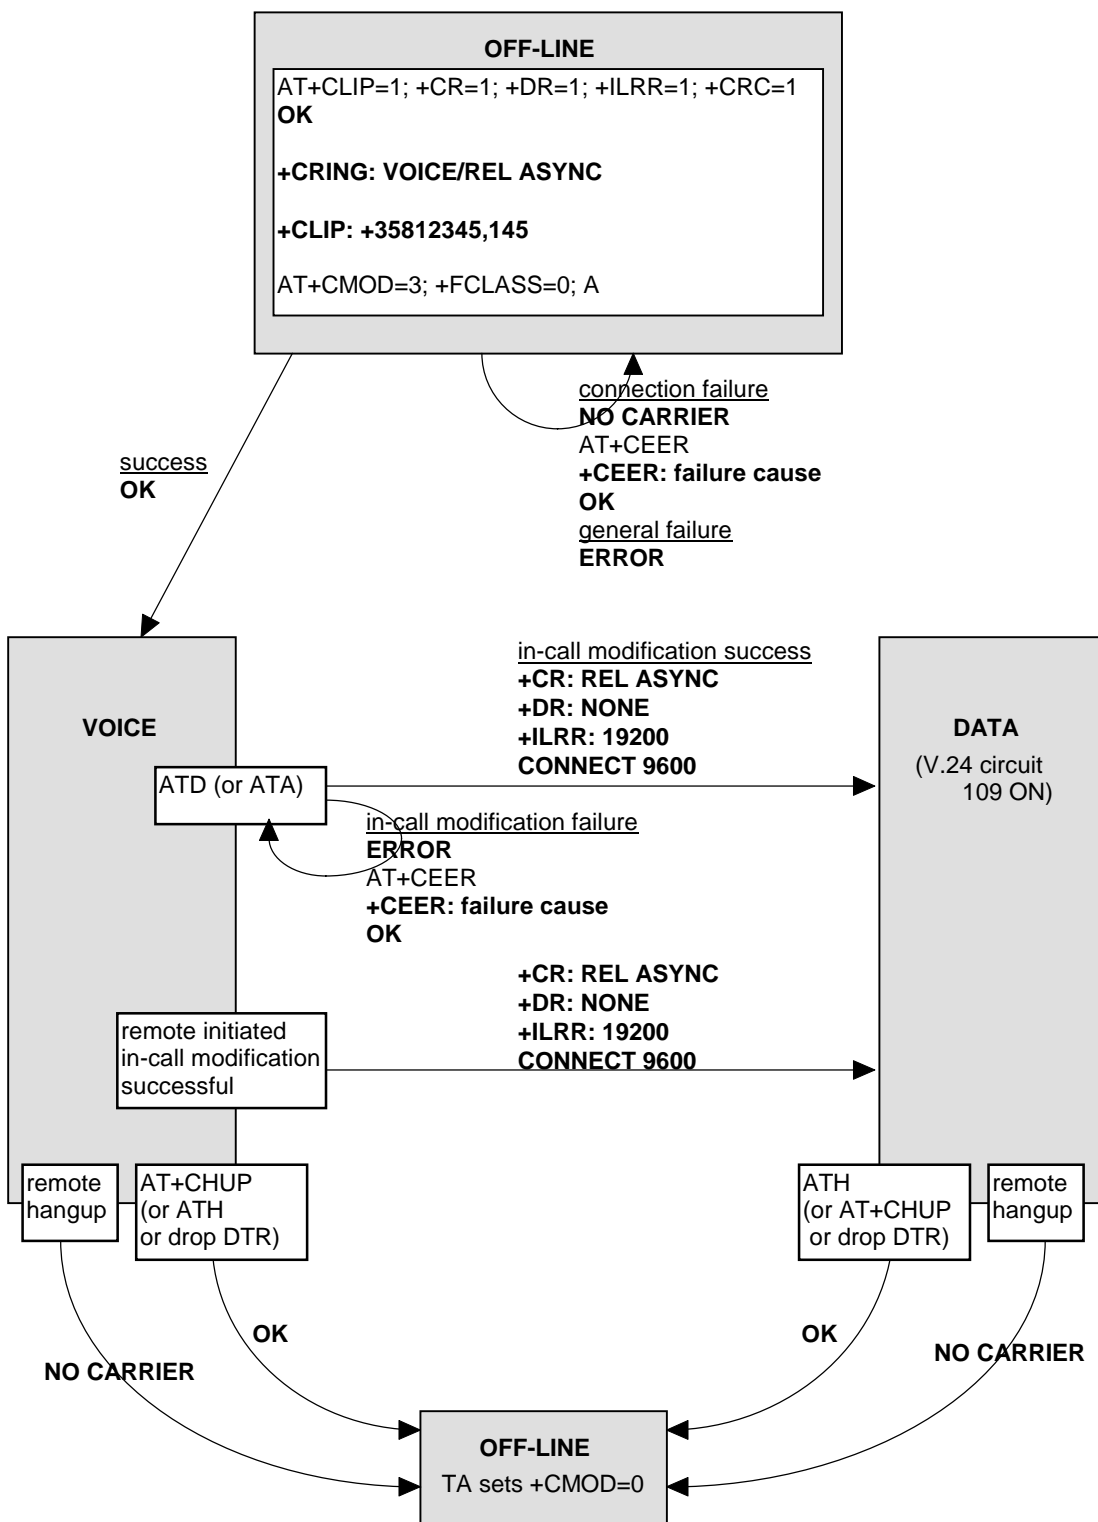 OFF-LINE
AT+CLIP=1; +CR=1; +DR=1; +ILRR=1; +CRC=1
OK
+CRING: VOICE/REL ASYNC
+CLIP: +35812345,145
AT+CMOD=3; +FCLASS=0; A
connection failure
NO CARRIER
AT+CEER
+CEER: failure cause
OK
general failure
ERROR
success
OK
in-call modification success
+CR: REL ASYNC
+DR: NONE
+ILRR: 19200
CONNECT 9600
VOICE
DATA
(V.24 circuit
109 ON)
ATD (or ATA)
in-call modification failure
ERROR
AT+CEER
+CEER: failure cause
OK
+CR: REL ASYNC
+DR: NONE
+ILRR: 19200
CONNECT 9600
remote initiated
in-call modification
successful
remote
hangup
AT+CHUP
(or ATH
or drop DTR)
ATH
(or AT+CHUP
or drop DTR)
remote
hangup
OK
NO CARRIER
OK
NO CARRIER
OFF-LINE
TA sets +CMOD=0